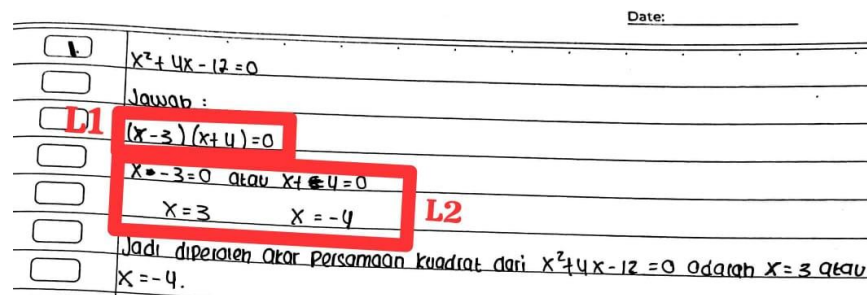 Date:
1.
x²+ 4x - 12 = 0
Jawab :
L1
(x - 3) (x + 4) = 0
x - 3 = 0 atau x + 4 = 0
x = 3 x = -4
L2
Jadi diperoleh akar persamaan kuadrat dari x²+4x - 12 = 0 adalah x = 3 atau
x = -4.